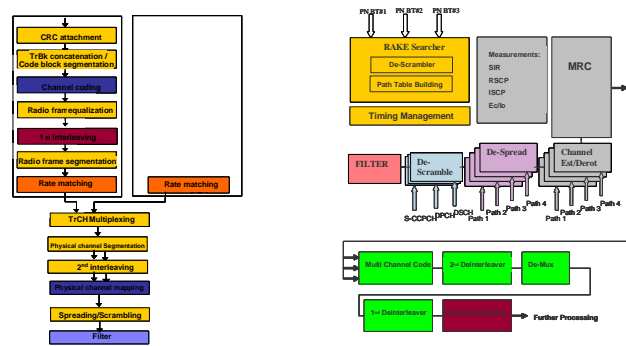 CRC attachment
TrBk concatenation /
Code block segmentation
Channel coding
Radio framequalization
1st interleaving
Radio frame segmentation
Rate matching
Rate matching
TrCH Multiplexing
Physical channel Segmentation
2nd interleaving
Physical channel mapping
Spreading/Scrambling
Filter
PN BT#1
PN BT#2
PN BT#3
RAKE Searcher
De-Scrambler
Path Table Building
Timing Management
Measurements:
SIR
RSCP
ISCP
Ec/Io
MRC
FILTER
De-
Scramble
De-Spread
Channel
Est/Derot
S-CCPCH
DPCH
DSCH
Path 1
Path 2
Path 3
Path 4
Path 1
Path 2
Path 3
Path 4
Multi Channel Code
2nd Deinterleaver
De-Mux
1st Deinterleaver
Further Processing